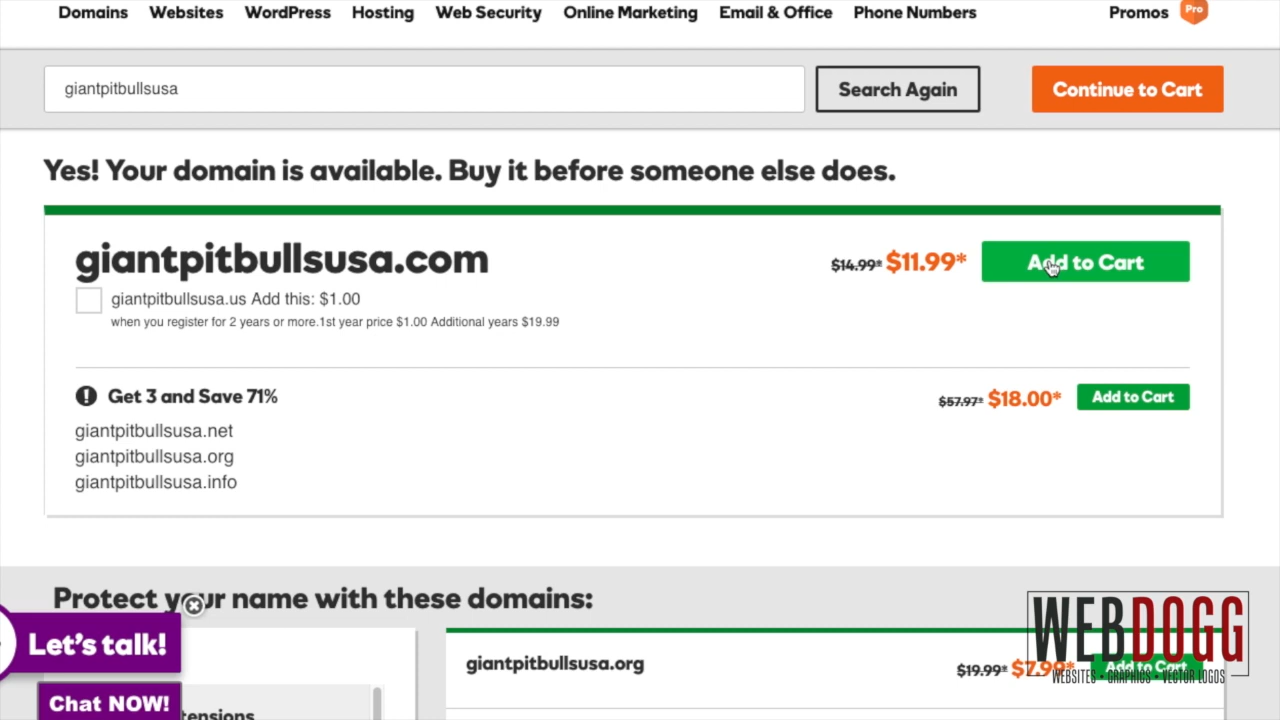 Domains Websites WordPress Hosting Web Security Online Marketing Email & Office Phone Numbers Promos Pro
giantpitbullsusa Search Again Continue to Cart
Yes! Your domain is available. Buy it before someone else does.
giantpitbullsusa.com $14.99* $11.99* Add to Cart
giantpitbullsusa.us Add this: $1.00
when you register for 2 years or more.1st year price $1.00 Additional years $19.99
! Get 3 and Save 71% $57.97* $18.00* Add to Cart
giantpitbullsusa.net
giantpitbullsusa.org
giantpitbullsusa.info
Protect your name with these domains:
Let's talk!
giantpitbullsusa.org $19.99* $7.99* Add to Cart
WEBDOGG
WEBSITES • GRAPHICS • VECTOR LOGOS
Chat NOW!